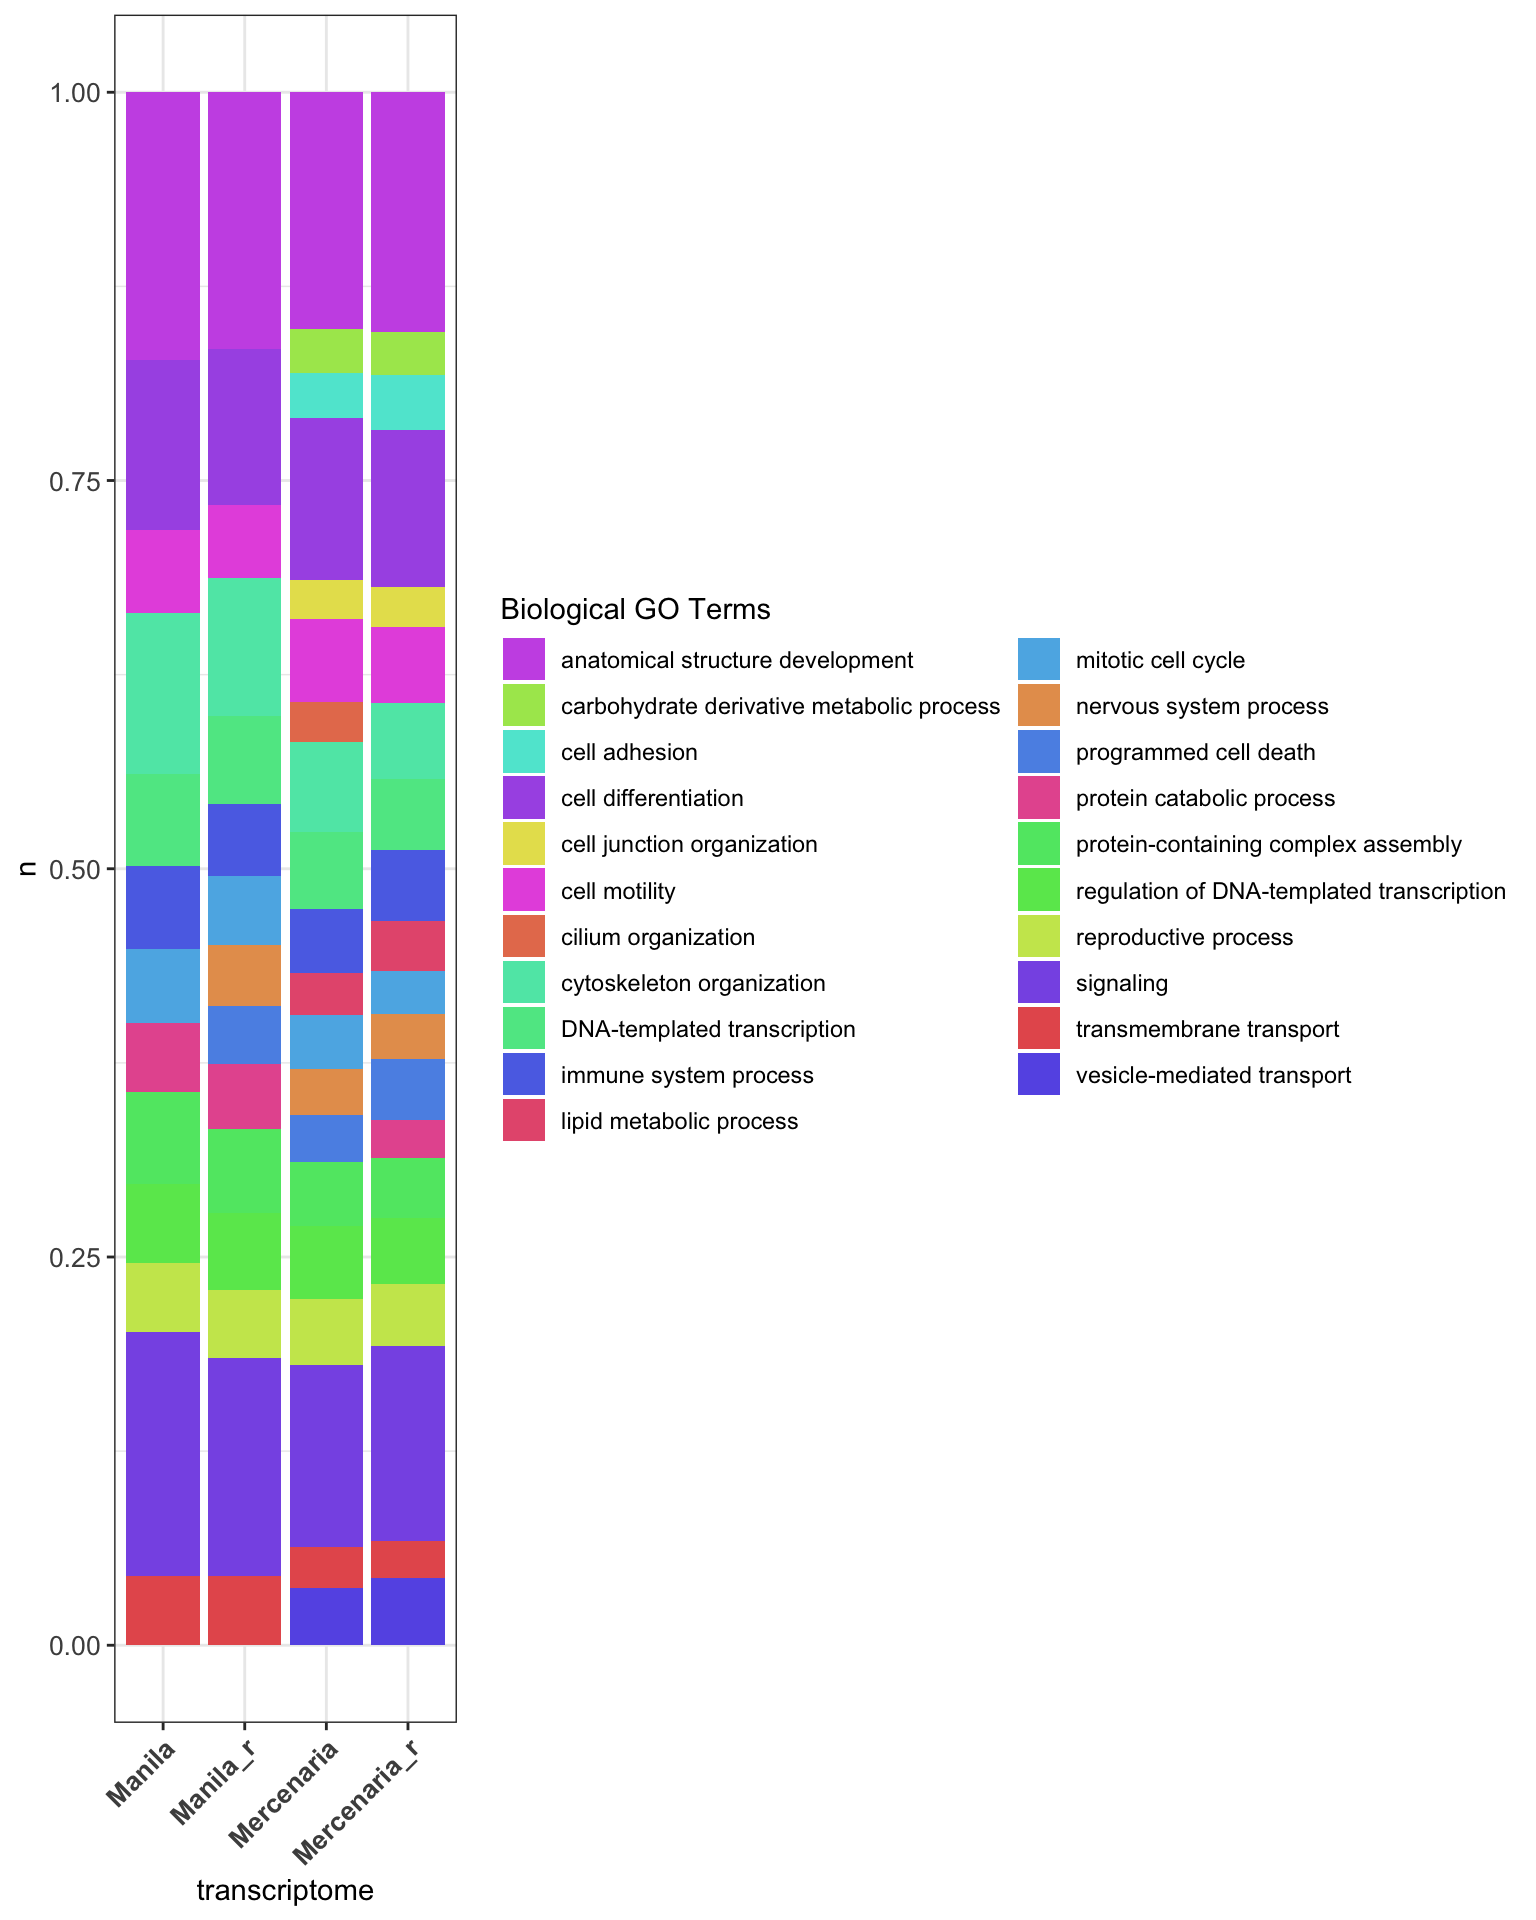 1.00
0.75
0.50
0.25
0.00
n
Manila
Manila_r
Mercenaria
Mercenaria_r
transcriptome
Biological GO Terms
anatomical structure development
carbohydrate derivative metabolic process
cell adhesion
cell differentiation
cell junction organization
cell motility
cilium organization
cytoskeleton organization
DNA-templated transcription
immune system process
lipid metabolic process
mitotic cell cycle
nervous system process
programmed cell death
protein catabolic process
protein-containing complex assembly
regulation of DNA-templated transcription
reproductive process
signaling
transmembrane transport
vesicle-mediated transport